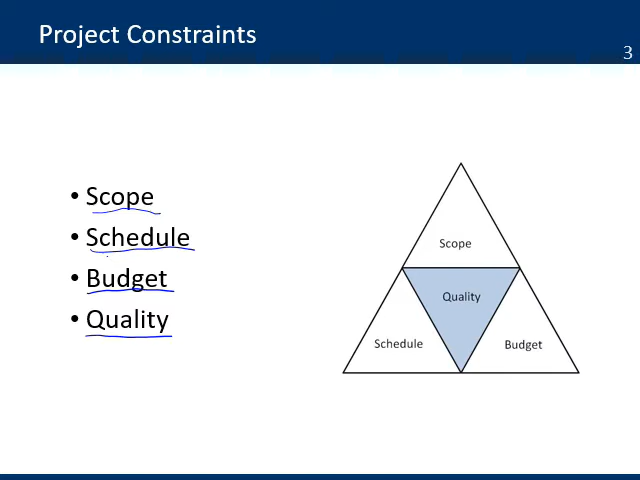 Project Constraints
3
• Scope
• Schedule
• Budget
• Quality
Scope
Quality
Schedule
Budget